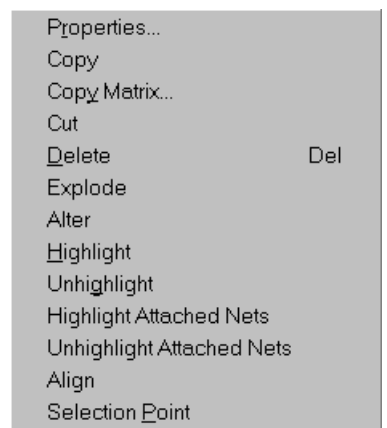 Properties...
Copy
Copy Matrix...
Cut
Delete Del
Explode
Alter
Highlight
Unhighlight
Highlight Attached Nets
Unhighlight Attached Nets
Align
Selection Point